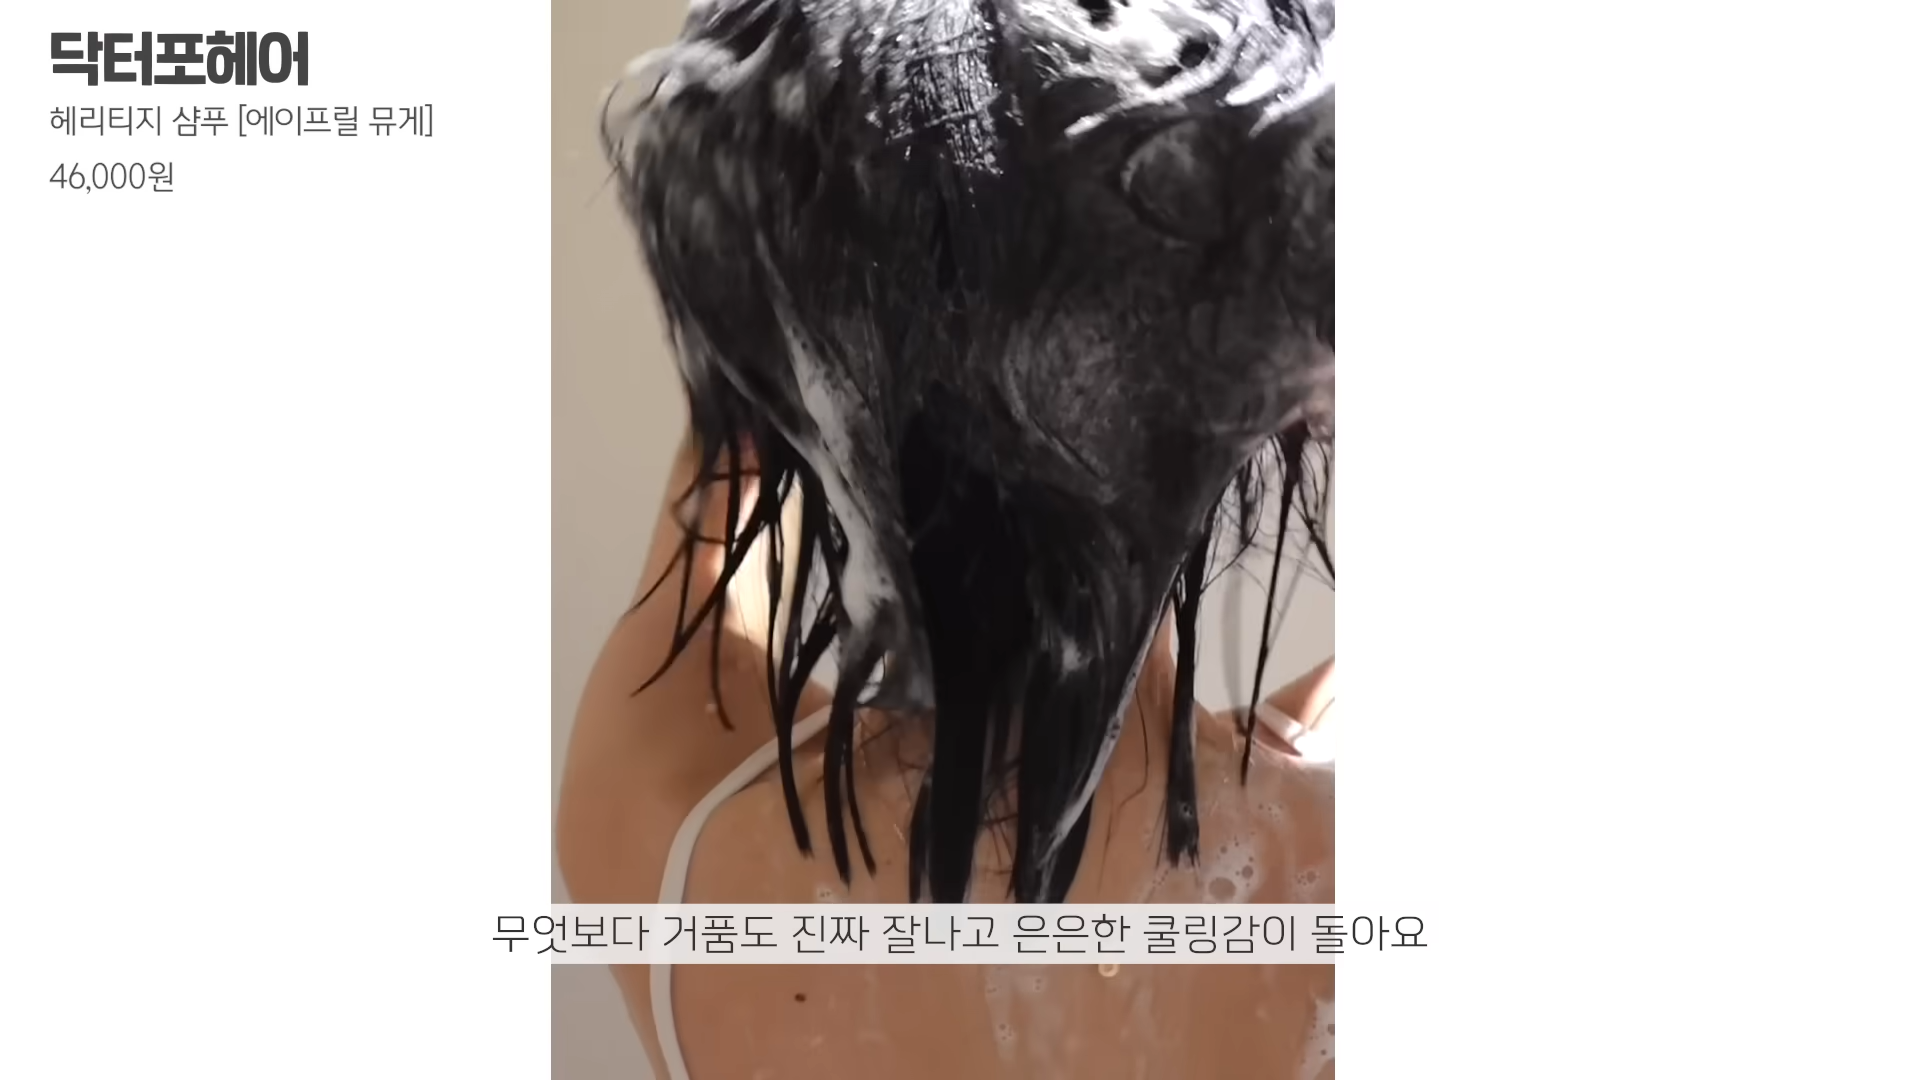 닥터포헤어
헤리티지 샴푸 [에이프릴 뮤게]
46,000원
무엇보다 거품도 진짜 잘나고 은은한 쿨링감이 돌아요